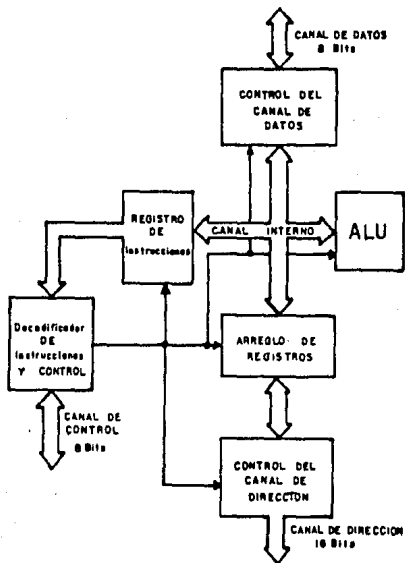 CANAL DE DATOS
8 Bits
CONTROL DEL
CANAL DE
DATOS
REGISTRO
DE
Instrucciones
CANAL INTERNO
ALU
Decodificador
DE
Instrucciones
Y CONTROL
ARREGLO DE
REGISTROS
CANAL DE
CONTROL
8 Bits
CONTROL DEL
CANAL DE
DIRECCION
CANAL DE DIRECCION
16 Bits